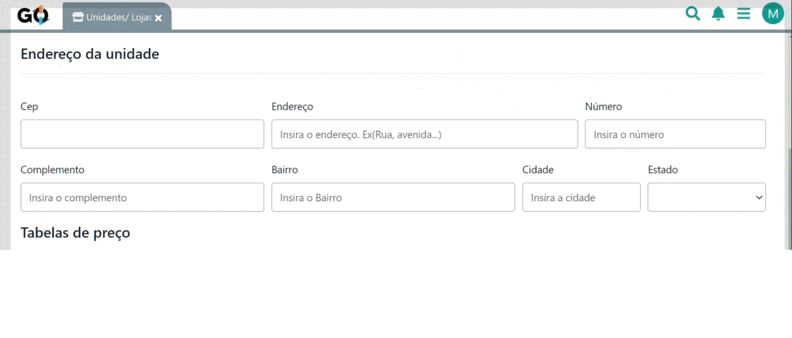 GO Unidades/ Lojas M
Endereço da unidade
Cep Endereço Número
Insira o endereço. Ex(Rua, avenida...) Insira o número
Complemento Bairro Cidade Estado
Insira o complemento Insira o Bairro Insira a cidade
Tabelas de preço